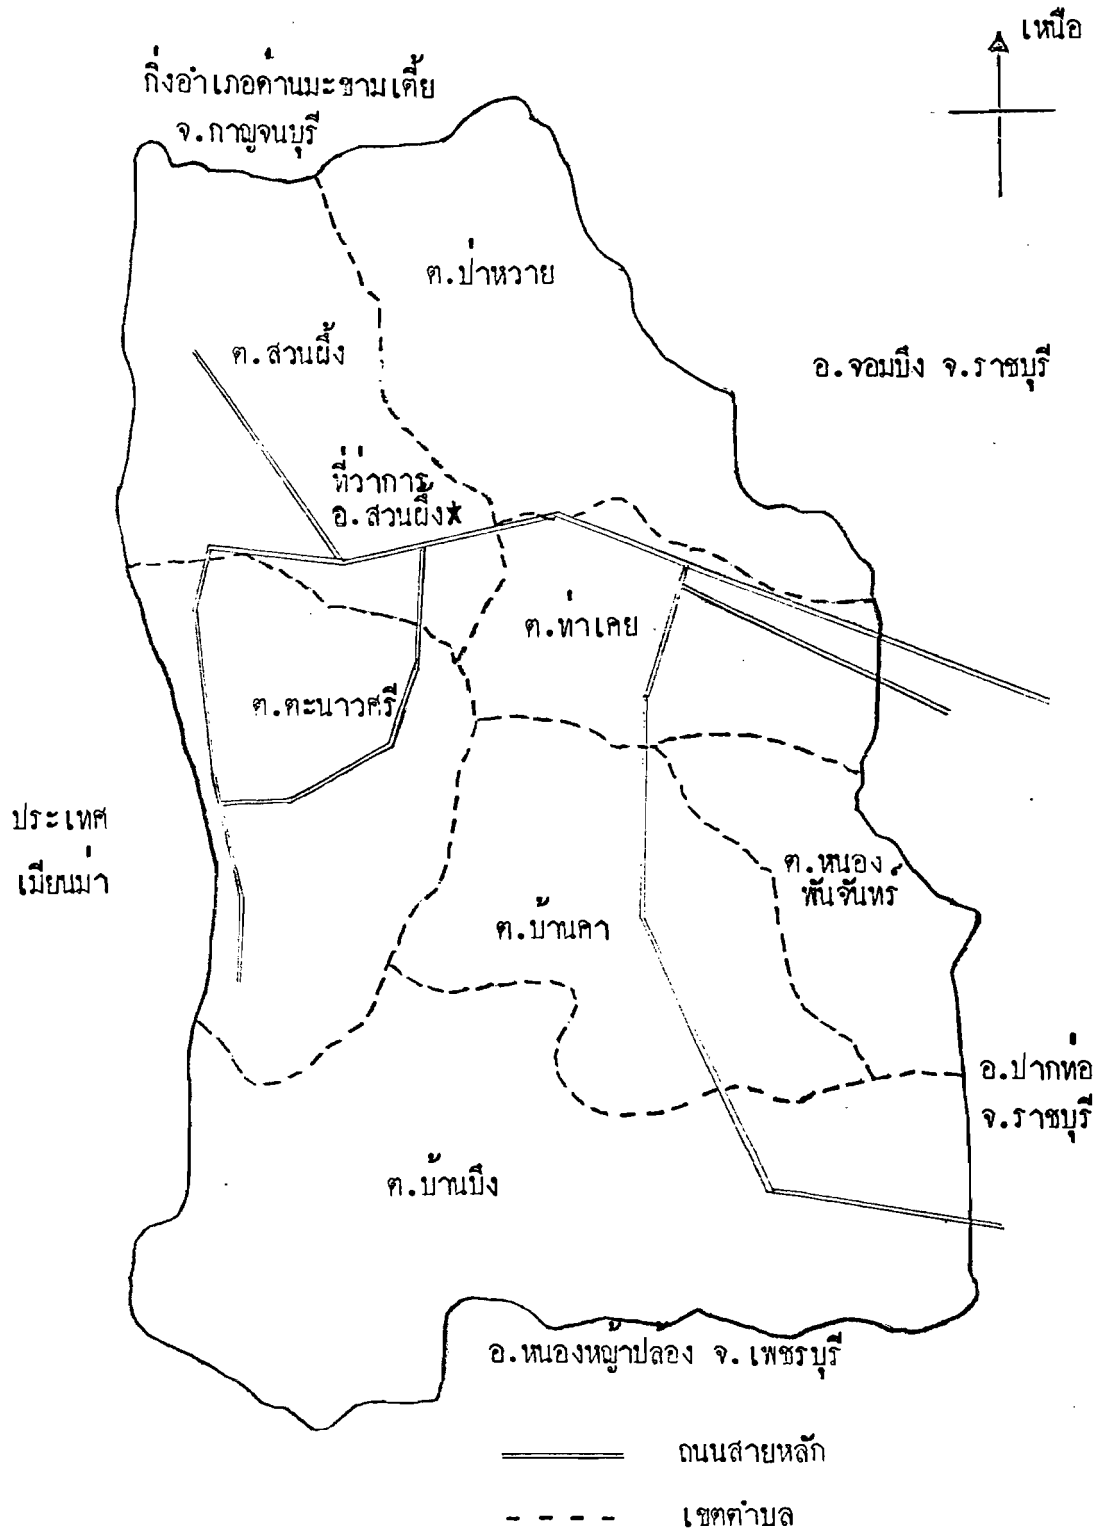 เหนือ
กิ่งอำเภอด่านมะขามเตี้ย
จ.กาญจนบุรี
ต.ป่าหวาย
ต.สวนผึ้ง
อ.จอมบึง จ.ราชบุรี
ที่ว่าการ
อ.สวนผึ้ง*
ต.ท่าเคย
ต.ตะนาวศรี
ประเทศ
เมียนม่า
ต.หนอง
พันจันทร์
ต.บ้านคา
อ.ปากท่อ
จ.ราชบุรี
ต.บ้านบึง
อ.หนองหญ้าปล้อง จ.เพชรบุรี
ถนนสายหลัก
เขตตำบล